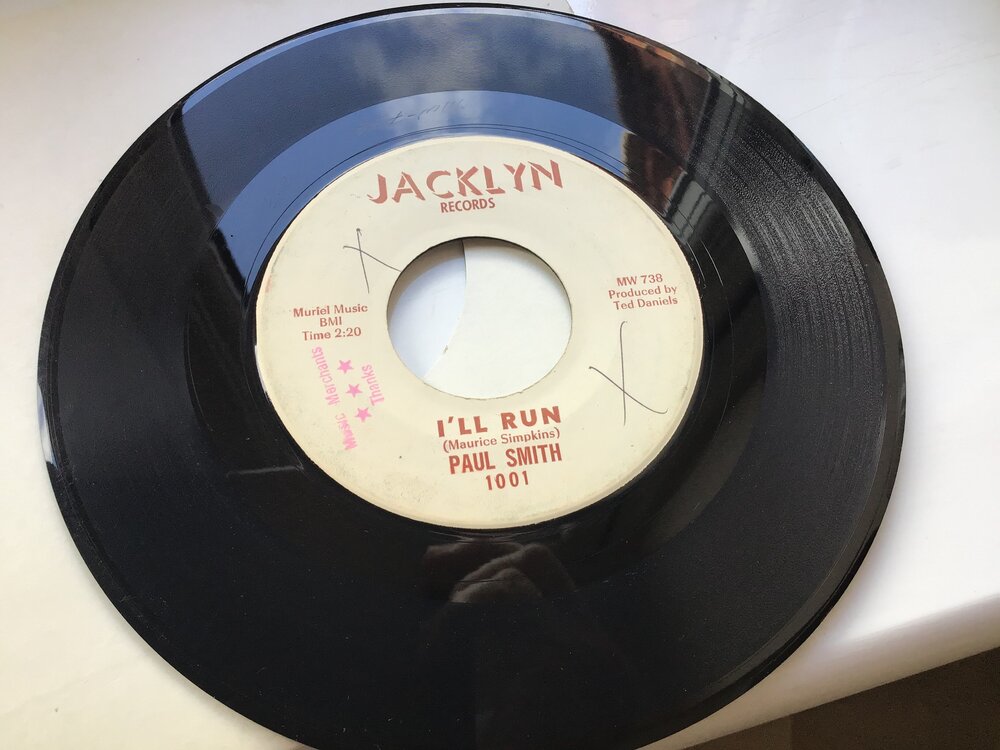 JACKLYN
RECORDS
Muriel Music
BMI
Time 2:20
MW 738
Produced by
Ted Daniels
Music Merchants
Thanks
I'LL RUN
(Maurice Simpkins)
PAUL SMITH
1001